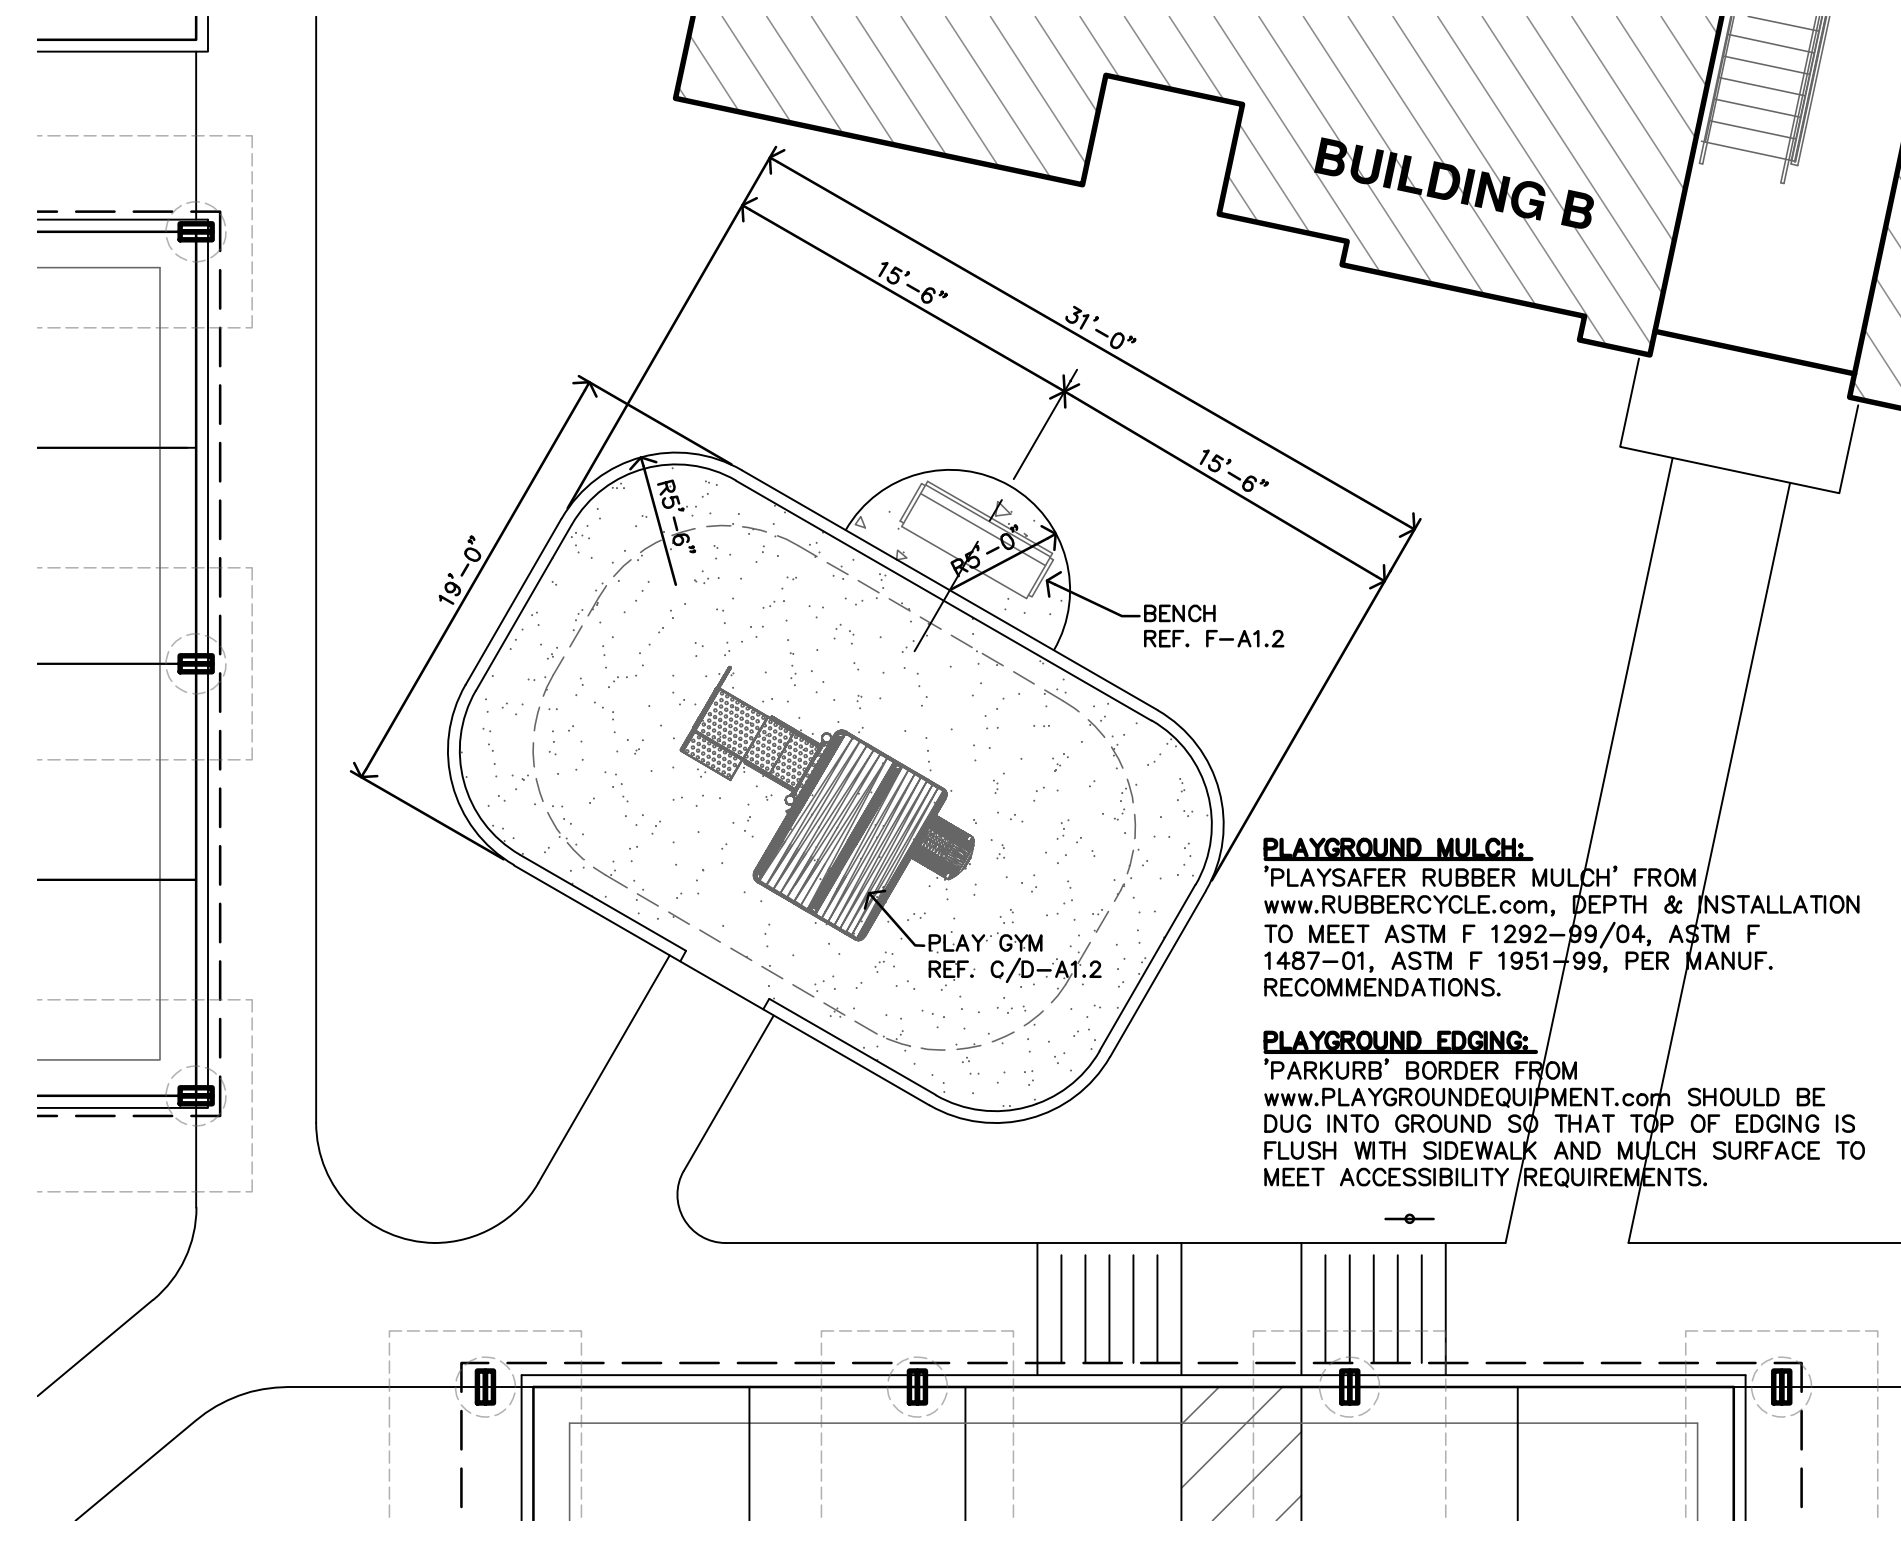 BUILDING B
15'-6"
31'-0"
15'-6"
R5'-6"
19'-0"
R5'-0"
BENCH
REF. F-A1.2
PLAY GYM
REF. C/D-A1.2
PLAYGROUND MULCH:
'PLAYSAFER RUBBER MULCH' FROM
www.RUBBERCYCLE.com, DEPTH & INSTALLATION
TO MEET ASTM F 1292-99/04, ASTM F
1487-01, ASTM F 1951-99, PER MANUF.
RECOMMENDATIONS.
PLAYGROUND EDGING:
'PARKURB' BORDER FROM
www.PLAYGROUNDEQUIPMENT.com SHOULD BE
DUG INTO GROUND SO THAT TOP OF EDGING IS
FLUSH WITH SIDEWALK AND MULCH SURFACE TO
MEET ACCESSIBILITY REQUIREMENTS.